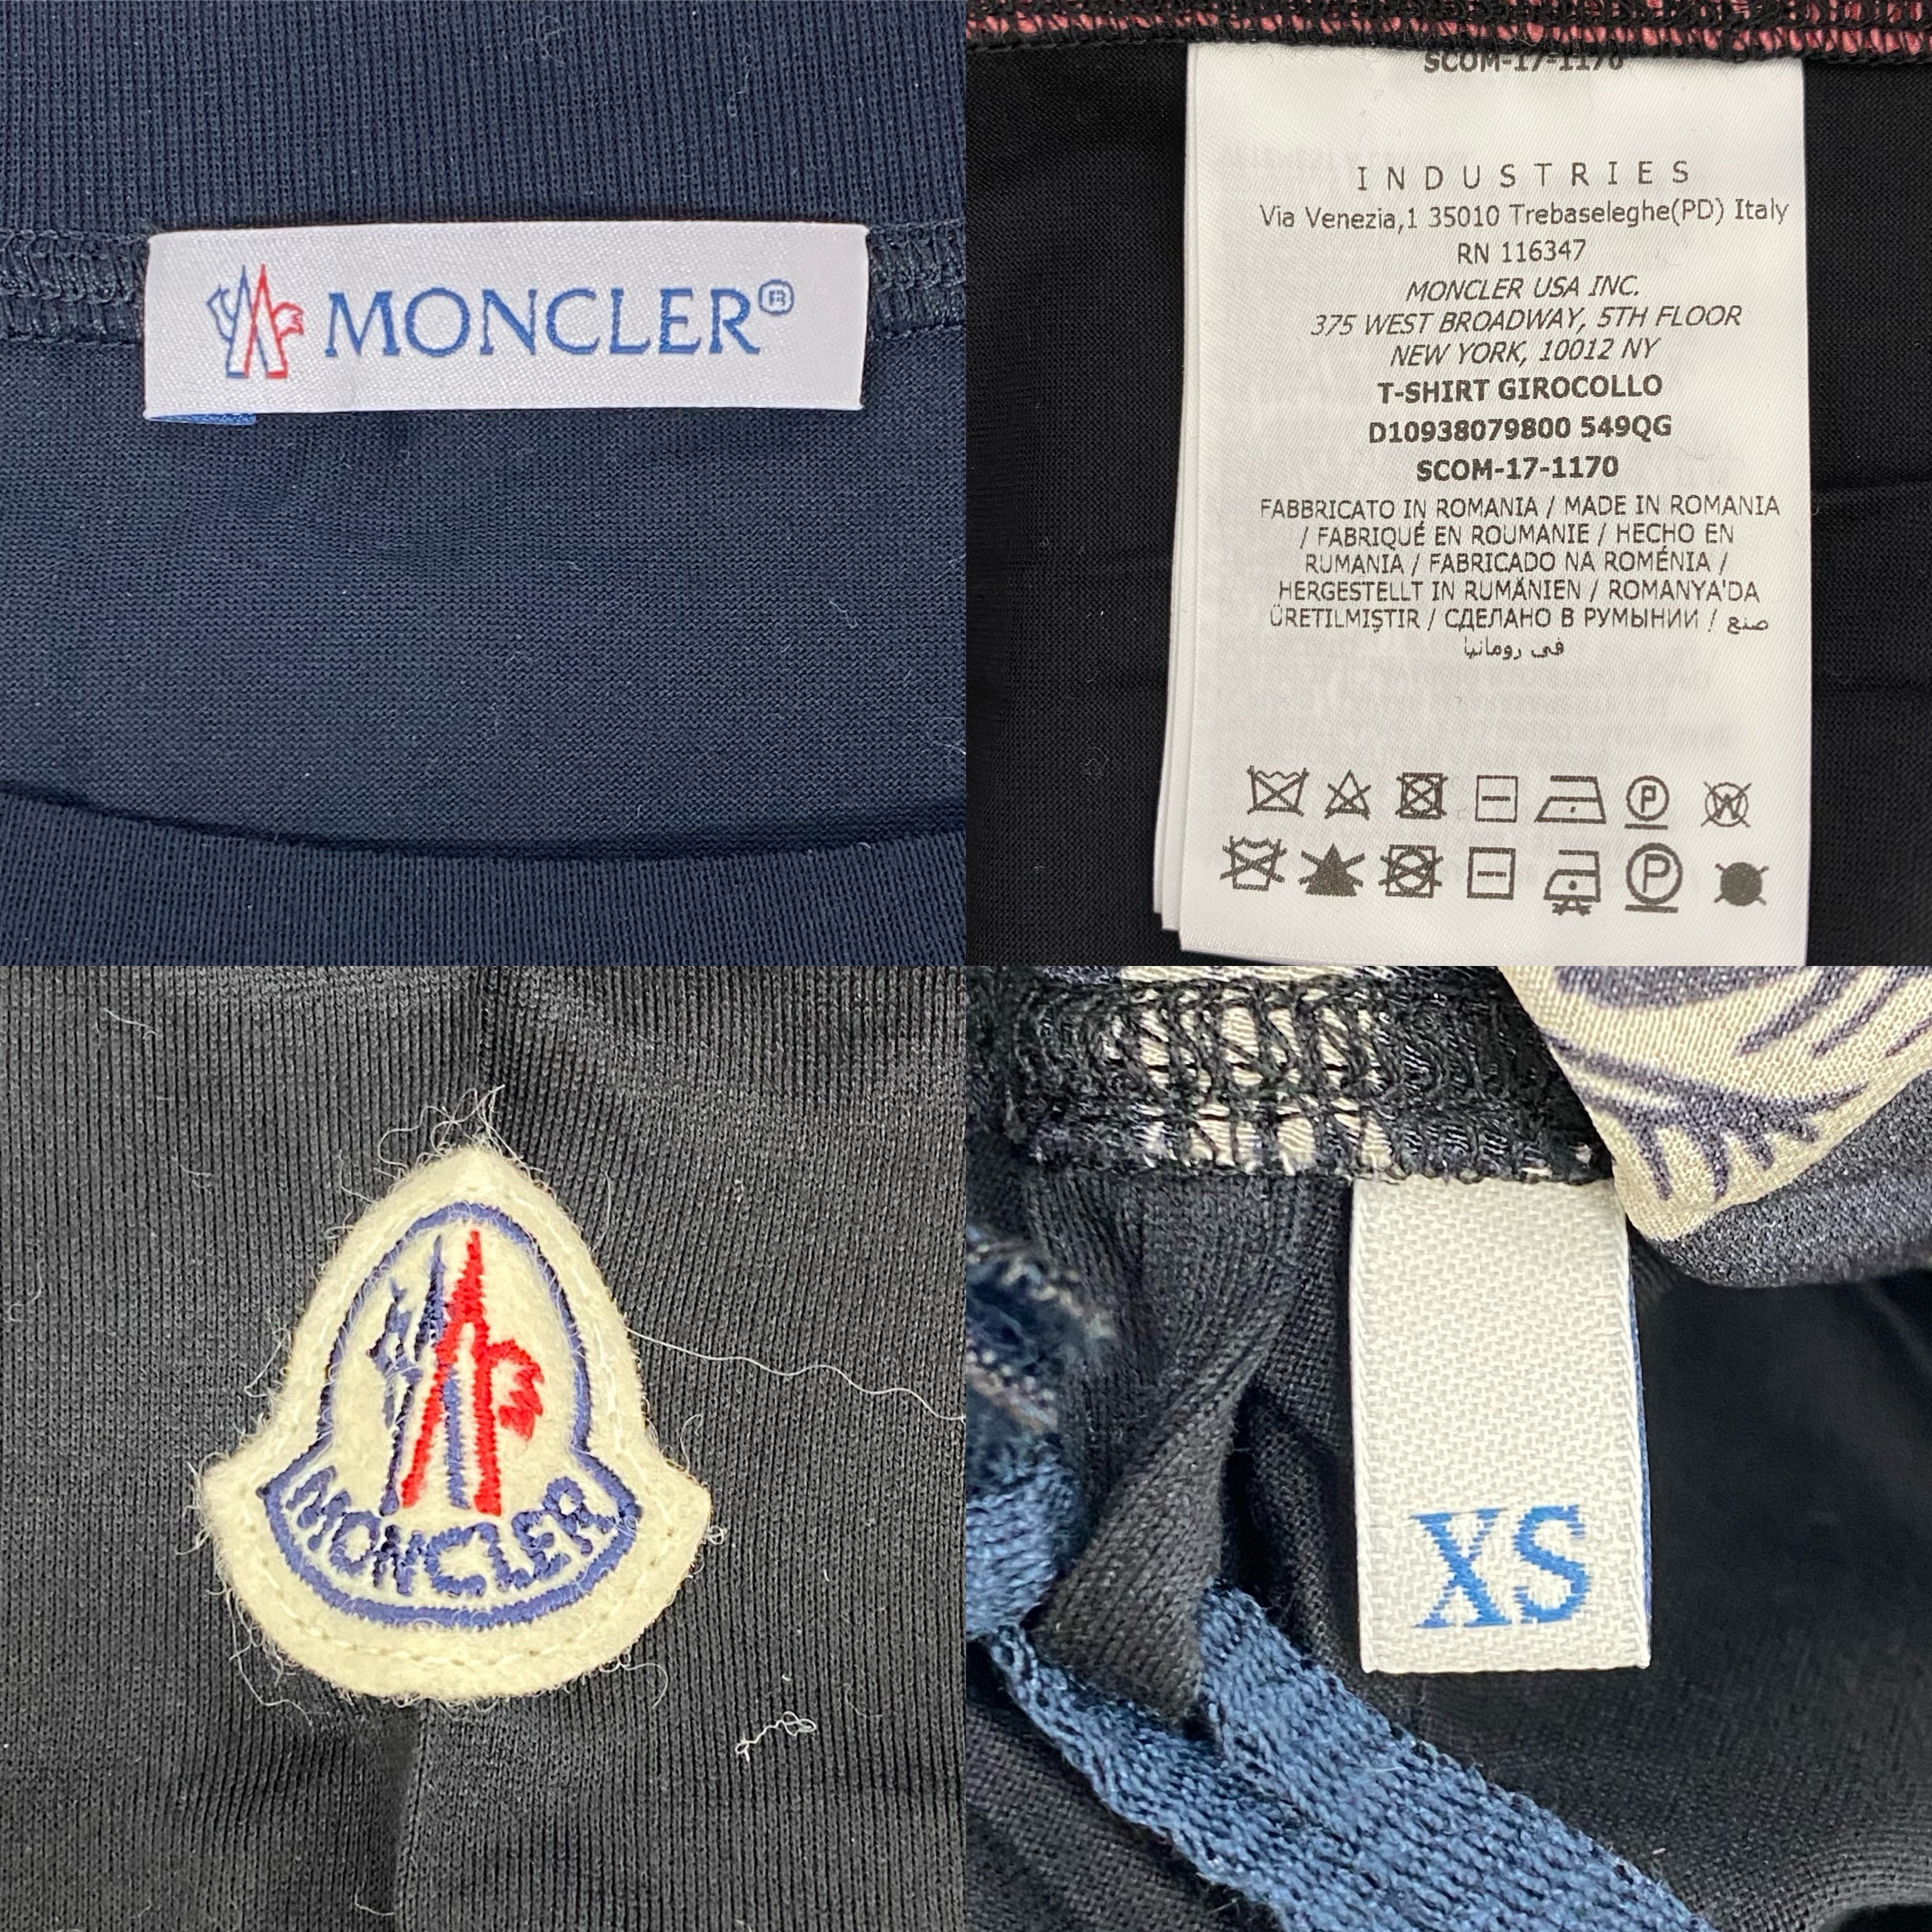 MONCLER®
SCOM-17-1170
INDUSTRIES
Via Venezia,1 35010 Trebaseleghe(PD) Italy
RN 116347
MONCLER USA INC.
375 WEST BROADWAY, 5TH FLOOR
NEW YORK, 10012 NY
T-SHIRT GIROCOLLO
D10938079800 549QG
SCOM-17-1170
FABBRICATO IN ROMANIA / MADE IN ROMANIA
/ FABRIQUÉ EN ROUMANIE / HECHO EN
RUMANIA / FABRICADO NA ROMÉNIA /
HERGESTELLT IN RUMÄNIEN / ROMANYA'DA
ÜRETILMIŞTIR / СДЕЛАНО В РУМЫНИИ / صنع
في رومانيا
P W
P
MONCLER
XS